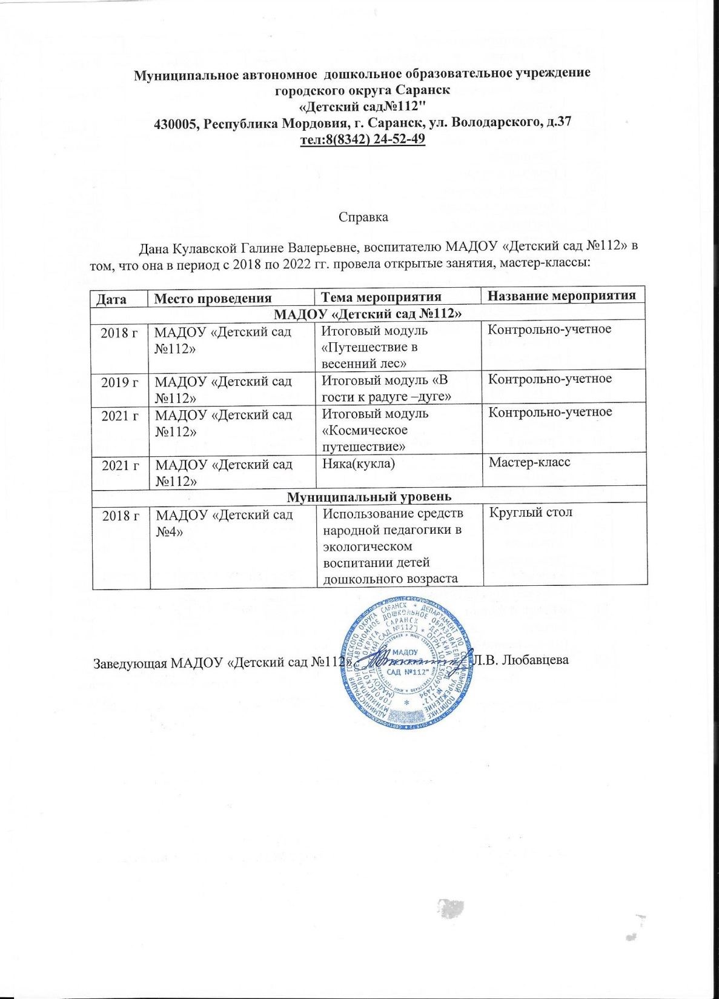 Муниципальное автономное дошкольное образовательное учреждение
городского округа Саранск
«Детский сад№112"
430005, Республика Мордовия, г. Саранск, ул. Володарского, д.37
тел:8(8342) 24-52-49
Справка
Дана Кулавской Галине Валерьевне, воспитателю МАДОУ «Детский сад №112» в
том, что она в период с 2018 по 2022 гг. провела открытые занятия, мастер-классы:
Дата Место проведения Тема мероприятия Название мероприятия
МАДОУ «Детский сад №112»
2018 г МАДОУ «Детский сад Итоговый модуль Контрольно-учетное
№112» «Путешествие в
весенний лес»
2019 г МАДОУ «Детский сад Итоговый модуль «В Контрольно-учетное
№112» гости к радуге –дуге»
2021 г МАДОУ «Детский сад Итоговый модуль Контрольно-учетное
№112» «Космическое
путешествие»
2021 г МАДОУ «Детский сад Няка(кукла) Мастер-класс
№112»
Муниципальный уровень
2018 г МАДОУ «Детский сад Использование средств Круглый стол
№4» народной педагогики в
экологическом
воспитании детей
дошкольного возраста
Заведующая МАДОУ «Детский сад №112» Л.В. Любавцева
МАДОУ
САД №112"